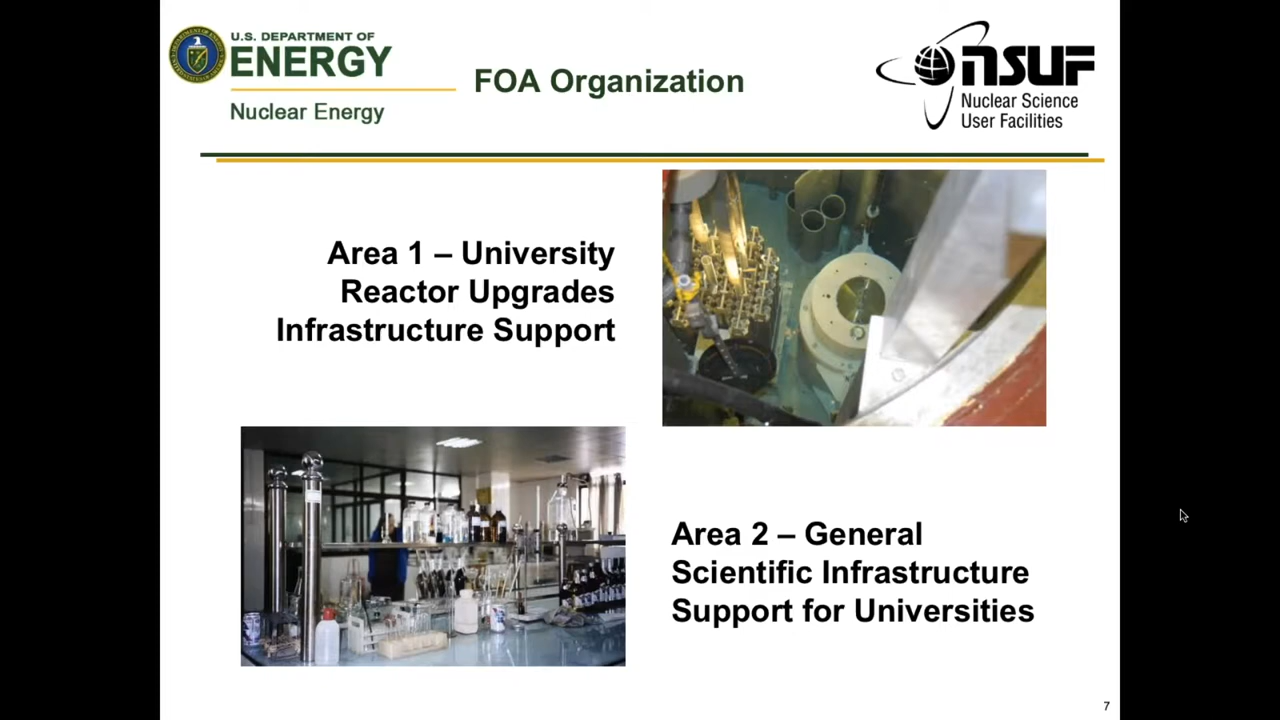 U.S. DEPARTMENT OF
ENERGY
Nuclear Energy
FOA Organization
nsuf
Nuclear Science
User Facilities
Area 1 – University
Reactor Upgrades
Infrastructure Support
Area 2 – General
Scientific Infrastructure
Support for Universities
7